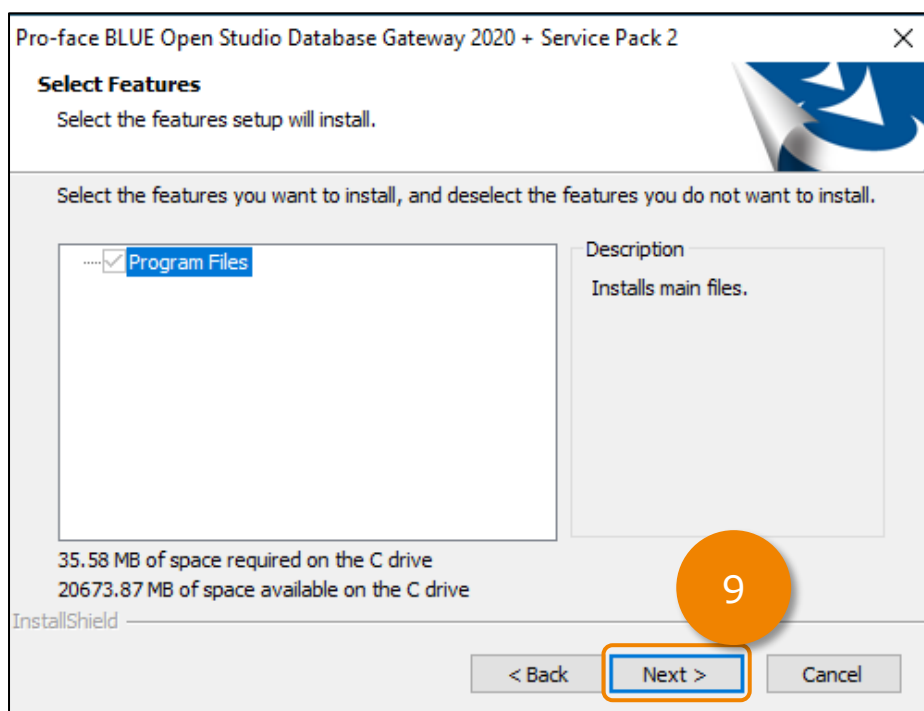 Pro-face BLUE Open Studio Database Gateway 2020 + Service Pack 2
Select Features
Select the features setup will install.
Select the features you want to install, and deselect the features you do not want to install.
Program Files
Description
Installs main files.
35.58 MB of space required on the C drive
20673.87 MB of space available on the C drive
9
InstallShield
< Back
Next >
Cancel